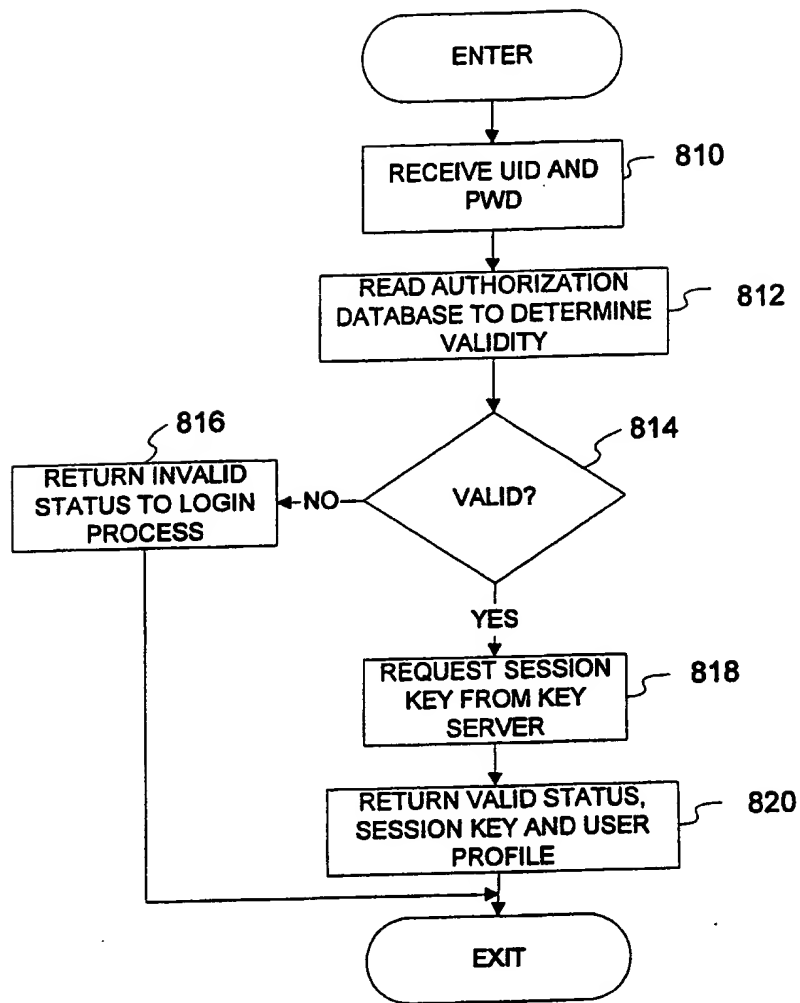 ENTER
RECEIVE UID AND
PWD
810
READ AUTHORIZATION
DATABASE TO DETERMINE
VALIDITY
812
816
814
RETURN INVALID
STATUS TO LOGIN
PROCESS
NO
VALID?
YES
REQUEST SESSION
KEY FROM KEY
SERVER
818
RETURN VALID STATUS,
SESSION KEY AND USER
PROFILE
820
EXIT